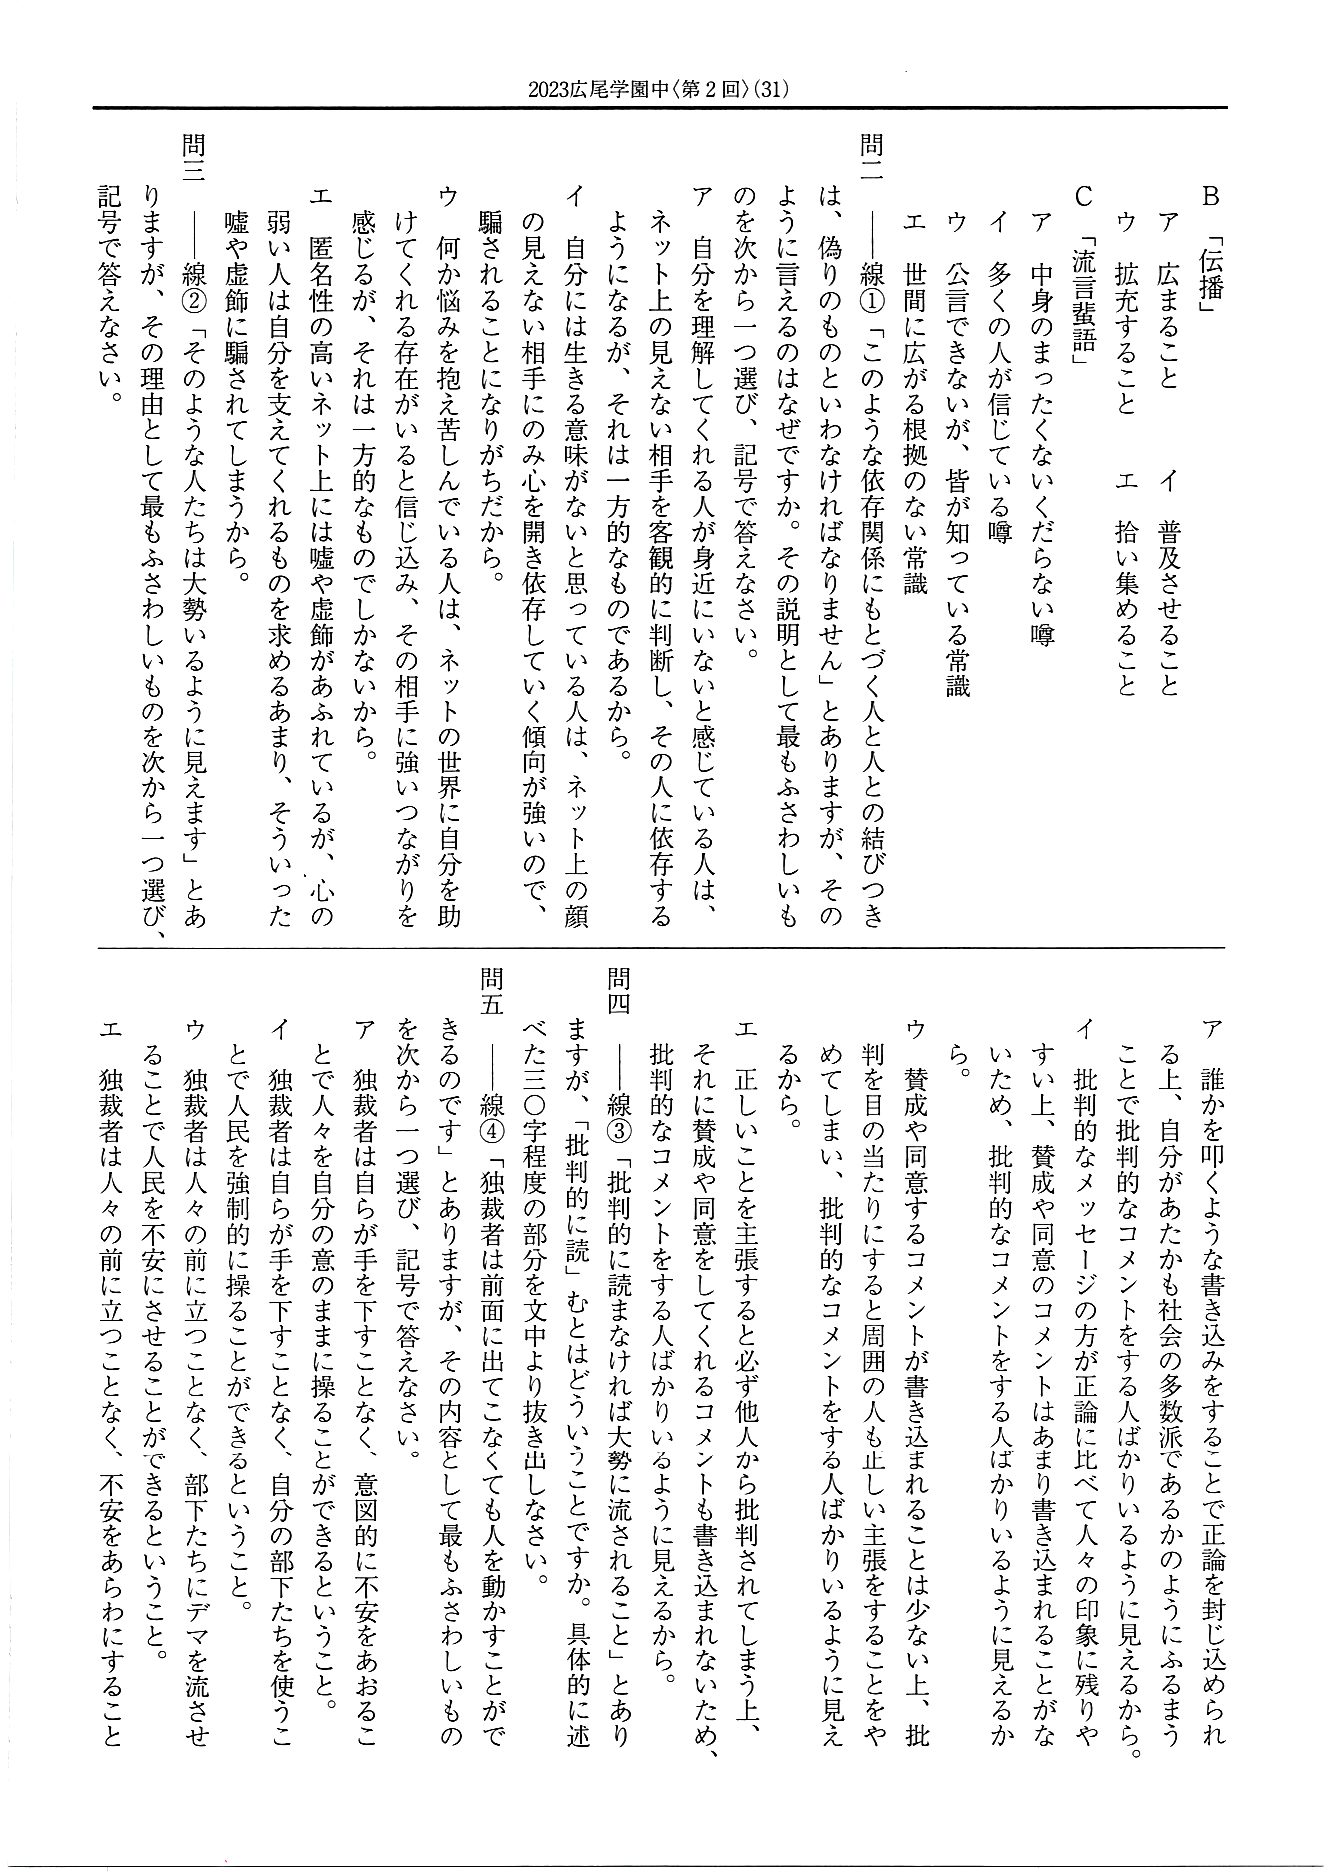 2023広尾学園中〈第２回〉(31)
B　「伝播」
ア　広まること　　　イ　普及させること
ウ　拡充すること　　エ　拾い集めること
C　「流言蜚語」
ア　中身のまったくないくだらない噂
イ　多くの人が信じている噂
ウ　公言できないが、皆が知っている常識
エ　世間に広がる根拠のない常識
問二　――線①「このような依存関係にもとづく人と人との結びつき
は、偽りのものといわなければなりません」とありますが、その
ように言えるのはなぜですか。その説明として最もふさわしいも
のを次から一つ選び、記号で答えなさい。
ア　自分を理解してくれる人が身近にいないと感じている人は、
ネット上の見えない相手を客観的に判断し、その人に依存する
ようになるが、それは一方的なものであるから。
イ　自分には生きる意味がないと思っている人は、ネット上の顔
の見えない相手にのみ心を開き依存していく傾向が強いので、
騙されることになりがちだから。
ウ　何か悩みを抱え苦しんでいる人は、ネットの世界に自分を助
けてくれる存在がいると信じ込み、その相手に強いつながりを
感じるが、それは一方的なものでしかないから。
エ　匿名性の高いネット上には嘘や虚飾があふれているが、心の
弱い人は自分を支えてくれるものを求めるあまり、そういった
嘘や虚飾に騙されてしまうから。
問三　――線②「そのような人たちは大勢いるように見えます」とあ
りますが、その理由として最もふさわしいものを次から一つ選び、
記号で答えなさい。
ア　誰かを叩くような書き込みをすることで正論を封じ込められ
る上、自分があたかも社会の多数派であるかのようにふるまう
ことで批判的なコメントをする人ばかりいるように見えるから。
イ　批判的なメッセージの方が正論に比べて人々の印象に残りや
すい上、賛成や同意のコメントはあまり書き込まれることがな
いため、批判的なコメントをする人ばかりいるように見えるか
ら。
ウ　賛成や同意するコメントが書き込まれることは少ない上、批
判を目の当たりにすると周囲の人も正しい主張をすることをや
めてしまい、批判的なコメントをする人ばかりいるように見え
るから。
エ　正しいことを主張すると必ず他人から批判されてしまう上、
それに賛成や同意をしてくれるコメントも書き込まれないため、
批判的なコメントをする人ばかりいるように見えるから。
問四　――線③「批判的に読まなければ大勢に流されること」とあり
ますが、「批判的に読」むとはどういうことですか。具体的に述
べた三〇字程度の部分を文中より抜き出しなさい。
問五　――線④「独裁者は前面に出てこなくても人を動かすことがで
きるのです」とありますが、その内容として最もふさわしいもの
を次から一つ選び、記号で答えなさい。
ア　独裁者は自らが手を下すことなく、意図的に不安をあおるこ
とで人々を自分の意のままに操ることができるということ。
イ　独裁者は自らが手を下すことなく、自分の部下たちを使うこ
とで人民を強制的に操ることができるということ。
ウ　独裁者は人々の前に立つことなく、部下たちにデマを流させ
ることで人民を不安にさせることができるということ。
エ　独裁者は人々の前に立つことなく、不安をあらわにすること